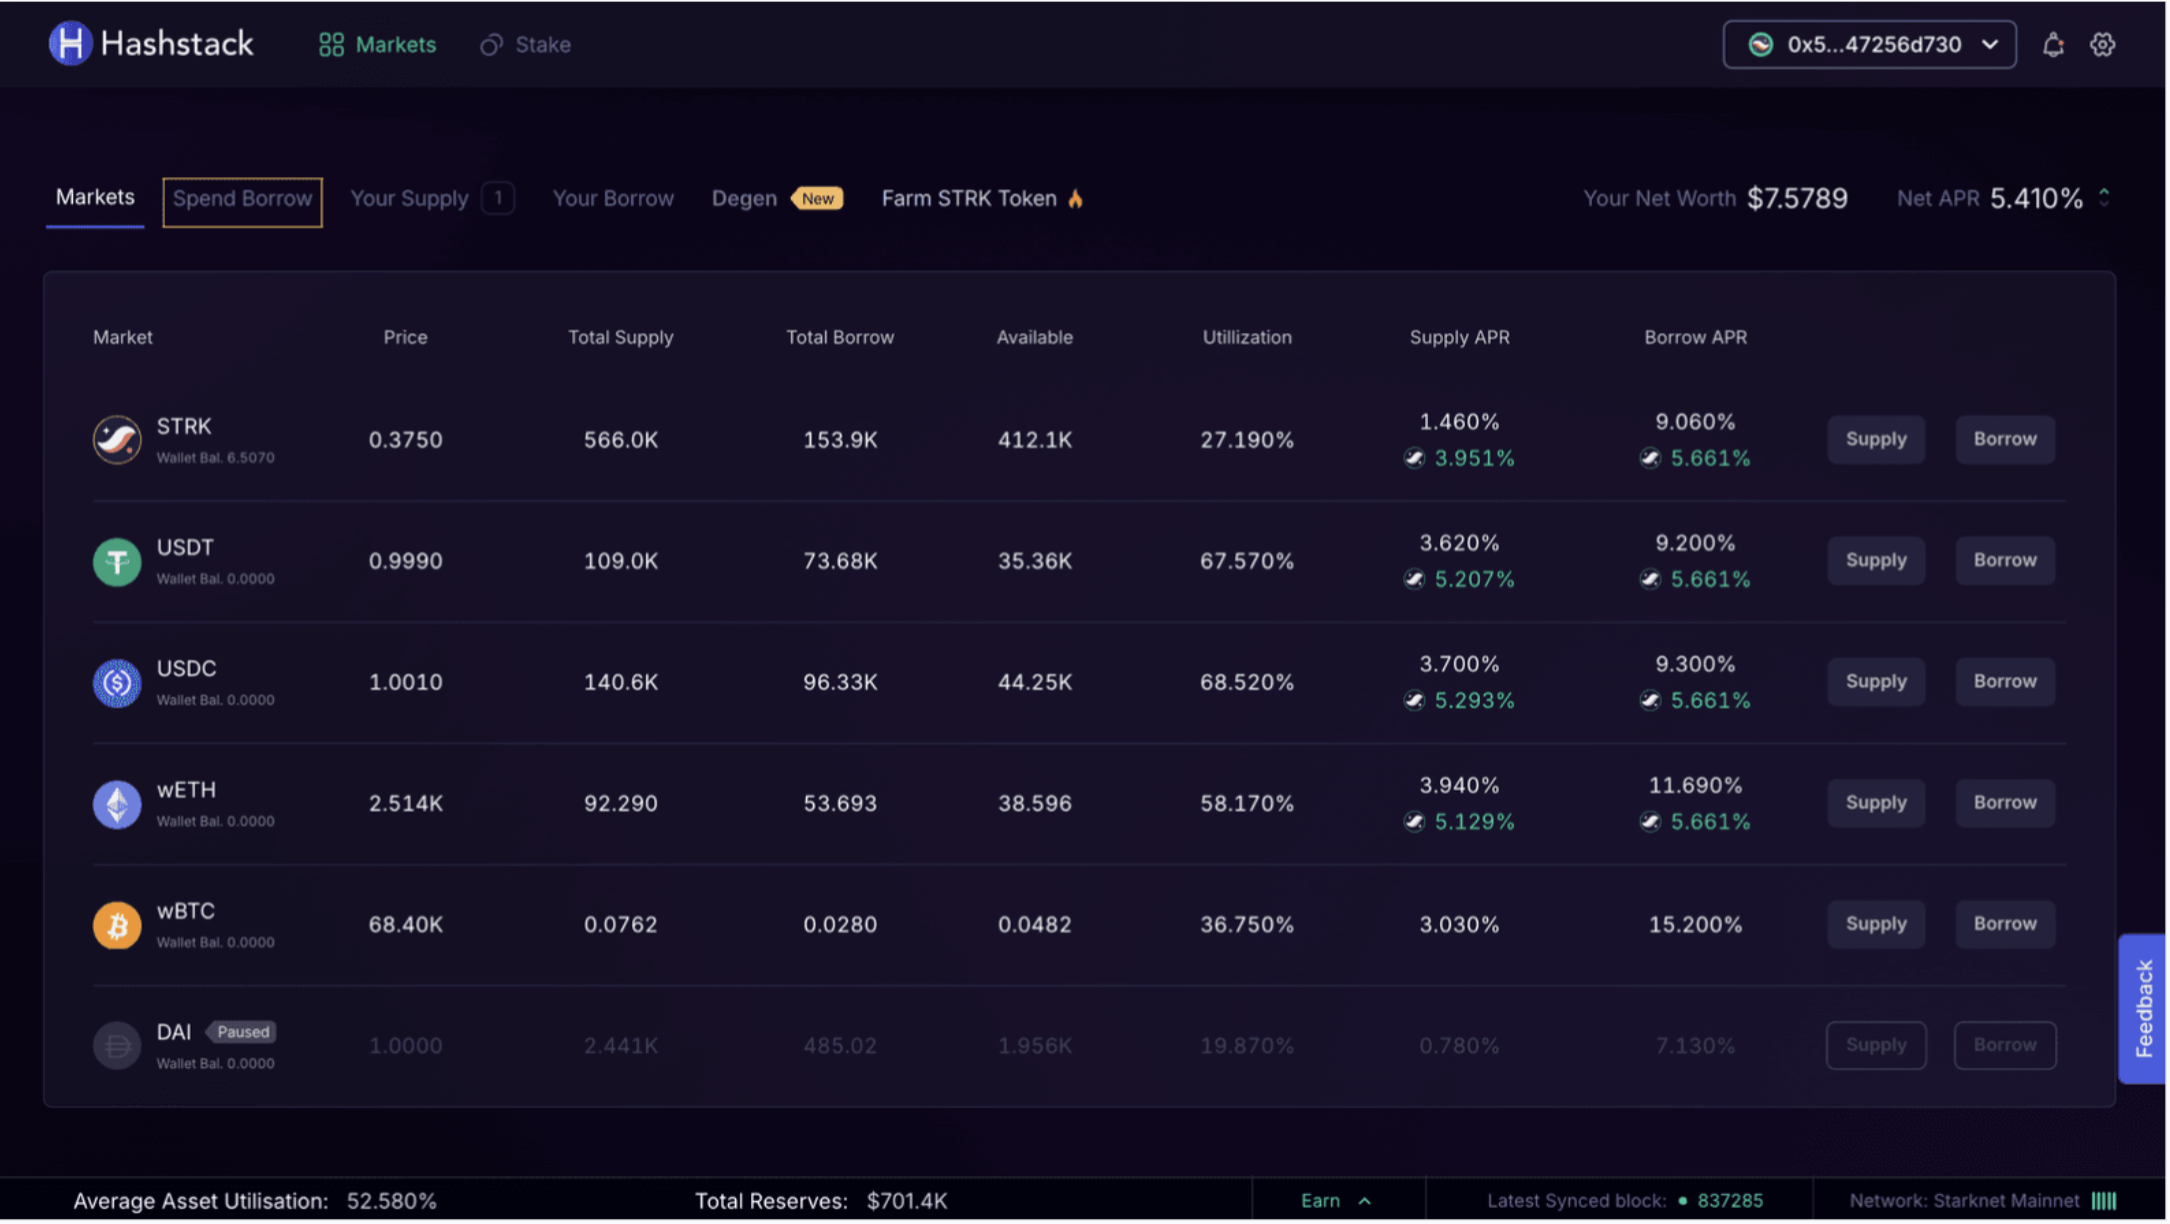 Hashstack
Markets
Stake
0x5...47256d730
Markets
Spend Borrow
Your Supply 1
Your Borrow
Degen New
Farm STRK Token
Your Net Worth $7.5789
Net APR 5.410%
Market Price Total Supply Total Borrow Available Utillization Supply APR Borrow APR
STRK
Wallet Bal. 6.5070
0.3750 566.0K 153.9K 412.1K 27.190%
1.460%
3.951%
9.060%
5.661%
Supply Borrow
USDT
Wallet Bal. 0.0000
0.9990 109.0K 73.68K 35.36K 67.570%
3.620%
5.207%
9.200%
5.661%
Supply Borrow
USDC
Wallet Bal. 0.0000
1.0010 140.6K 96.33K 44.25K 68.520%
3.700%
5.293%
9.300%
5.661%
Supply Borrow
wETH
Wallet Bal. 0.0000
2.514K 92.290 53.693 38.596 58.170%
3.940%
5.129%
11.690%
5.661%
Supply Borrow
wBTC
Wallet Bal. 0.0000
68.40K 0.0762 0.0280 0.0482 36.750% 3.030% 15.200%
Supply Borrow
DAI Paused
Wallet Bal. 0.0000
1.0000 2.441K 485.02 1.956K 19.870% 0.780% 7.130%
Supply Borrow
Feedback
Average Asset Utilisation: 52.580%
Total Reserves: $701.4K
Earn
Latest Synced block: 837285
Network: Starknet Mainnet